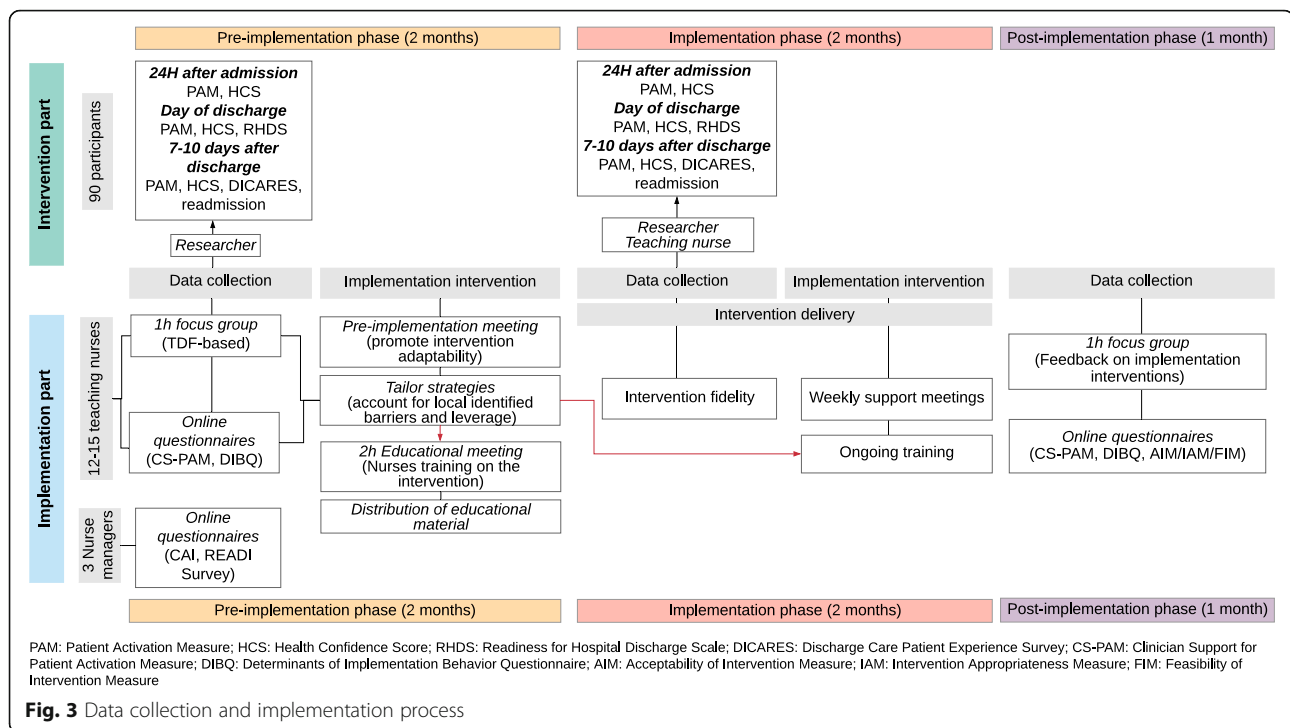 Pre-implementation phase (2 months)
Implementation phase (2 months)
Post-implementation phase (1 month)
Intervention part
90 participants
24H after admission
PAM, HCS
Day of discharge
PAM, HCS, RHDS
7-10 days after
discharge
PAM, HCS, DICARES,
readmission
24H after admission
PAM, HCS
Day of discharge
PAM, HCS, RHDS
7-10 days after discharge
PAM, HCS, DICARES,
readmission
Researcher
Researcher
Teaching nurse
Data collection
Implementation intervention
Data collection
Implementation intervention
Data collection
Intervention delivery
Implementation part
12-15 teaching nurses
1h focus group
(TDF-based)
Online
questionnaires
(CS-PAM, DIBQ)
Pre-implementation meeting
(promote intervention
adaptability)
Tailor strategies
(account for local identified
barriers and leverage)
2h Educational meeting
(Nurses training on the
intervention)
Distribution of educational
material
Intervention fidelity
Weekly support meetings
Ongoing training
1h focus group
(Feedback on implementation
interventions)
Online questionnaires
(CS-PAM, DIBQ, AIM/IAM/FIM)
3 Nurse
managers
Online
questionnaires
(CAI, READI
Survey)
Pre-implementation phase (2 months)
Implementation phase (2 months)
Post-implementation phase (1 month)
PAM: Patient Activation Measure; HCS: Health Confidence Score; RHDS: Readiness for Hospital Discharge Scale; DICARES: Discharge Care Patient Experience Survey; CS-PAM: Clinician Support for
Patient Activation Measure; DIBQ: Determinants of Implementation Behavior Questionnaire; AIM: Acceptability of Intervention Measure; IAM: Intervention Appropriateness Measure; FIM: Feasibility of
Intervention Measure
Fig. 3 Data collection and implementation process